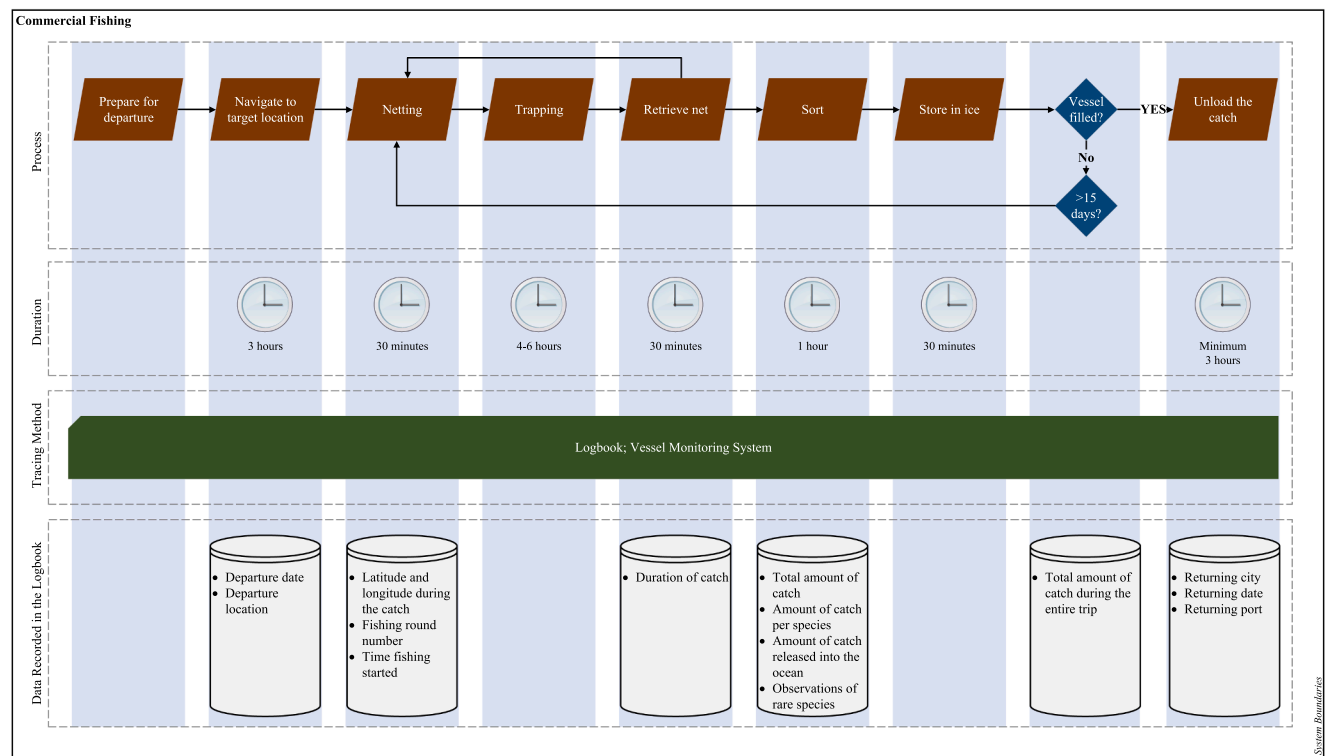 Commercial Fishing
Process
Prepare for
departure
Navigate to
target location
Netting
Trapping
Retrieve net
Sort
Store in ice
Vessel
filled?
YES
Unload the
catch
No
>15
days?
Duration
3 hours
30 minutes
4-6 hours
30 minutes
1 hour
30 minutes
Minimum
3 hours
Tracing Method
Logbook; Vessel Monitoring System
Data Recorded in the Logbook
• Departure date
• Departure
location
• Latitude and
longitude during
the catch
• Fishing round
number
• Time fishing
started
• Duration of catch
• Total amount of
catch
• Amount of catch
per species
• Amount of catch
released into the
ocean
• Observations of
rare species
• Total amount of
catch during the
entire trip
• Returning city
• Returning date
• Returning port
System Boundaries